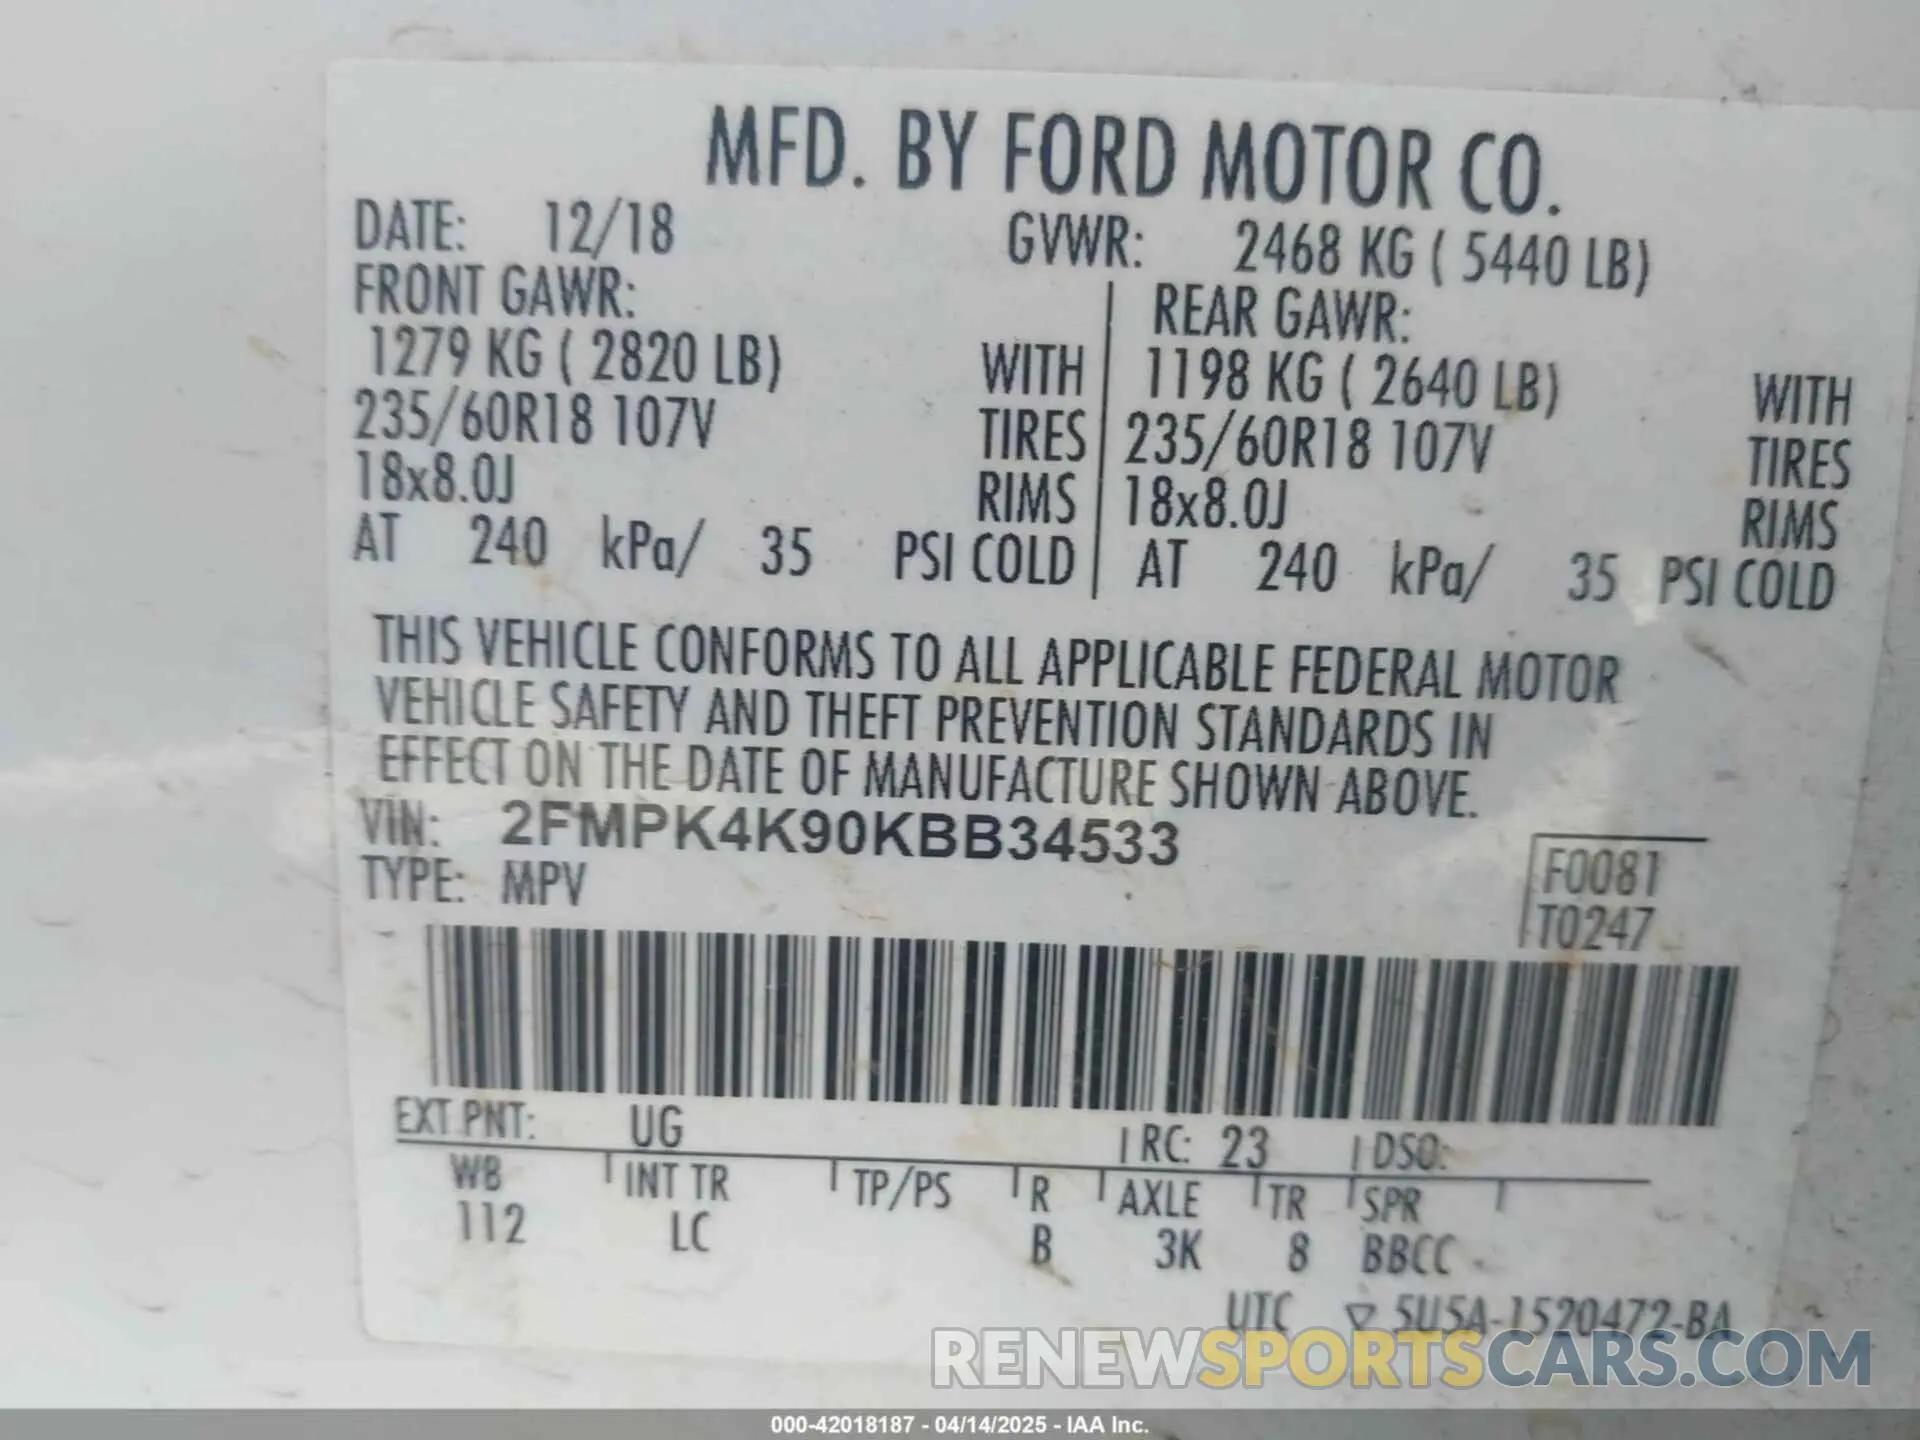 MFD. BY FORD MOTOR CO.
DATE: 12/18 GVWR: 2468 KG ( 5440 LB)
FRONT GAWR: REAR GAWR:
1279 KG ( 2820 LB) WITH 1198 KG ( 2640 LB) WITH
235/60R18 107V TIRES 235/60R18 107V TIRES
18x8.0J RIMS 18x8.0J RIMS
AT 240 kPa/ 35 PSI COLD AT 240 kPa/ 35 PSI COLD
THIS VEHICLE CONFORMS TO ALL APPLICABLE FEDERAL MOTOR
VEHICLE SAFETY AND THEFT PREVENTION STANDARDS IN
EFFECT ON THE DATE OF MANUFACTURE SHOWN ABOVE.
VIN: 2FMPK4K90KBB34533
TYPE: MPV
F0081
T0247
EXT PNT: UG RC: 23 DSO:
WB INT TR TP/PS R AXLE TR SPR
112 LC B 3K 8 BBCC
UTC ▽ 5U5A-1520472-BA
RENEWSPORTSCARS.COM
000-42018187 - 04/14/2025 - IAA Inc.